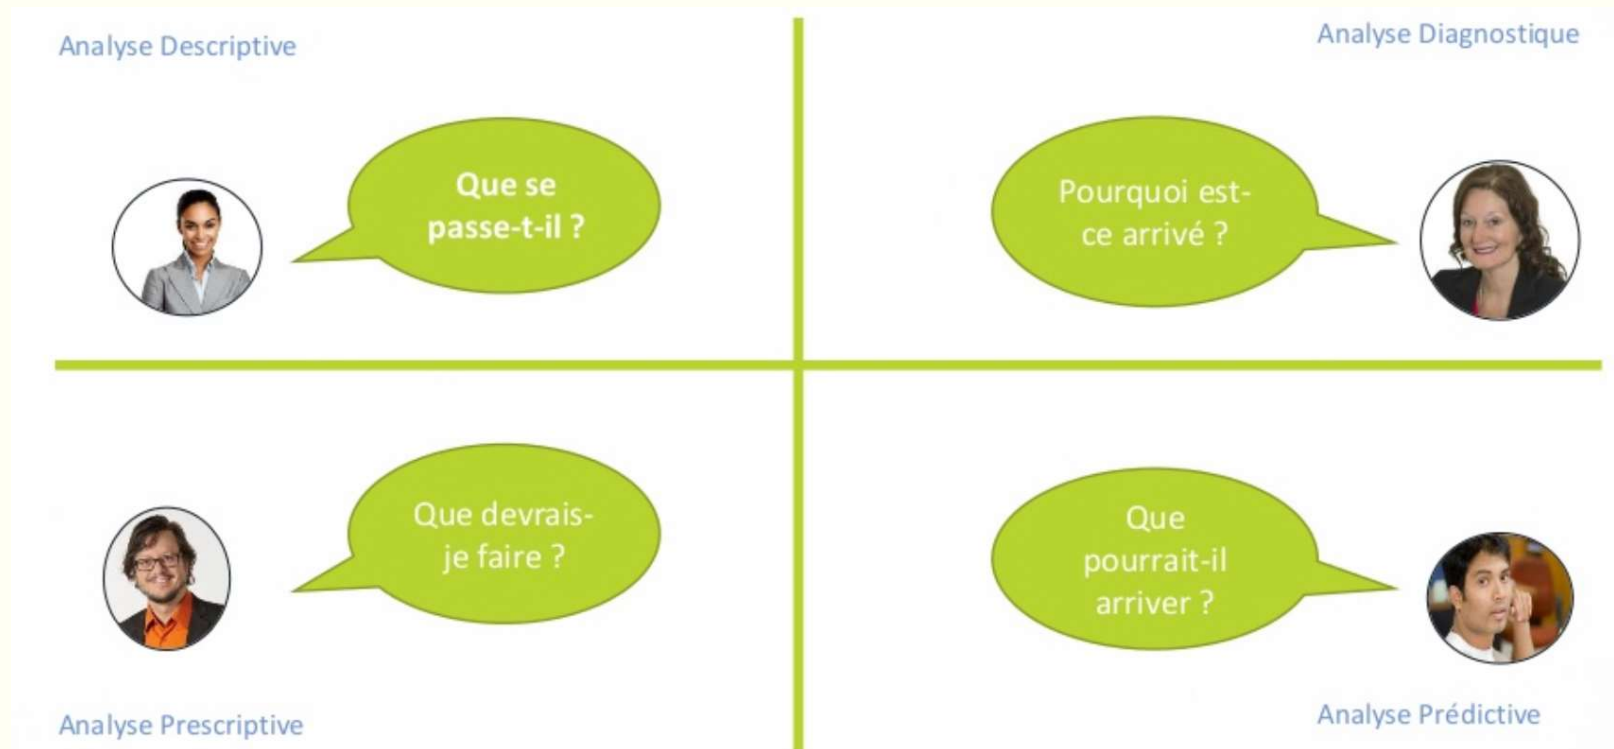 Analyse Descriptive
Analyse Diagnostique
Que se
passe-t-il ?
Pourquoi est-
ce arrivé ?
Que devrais-
je faire ?
Que
pourrait-il
arriver ?
Analyse Prescriptive
Analyse Prédictive